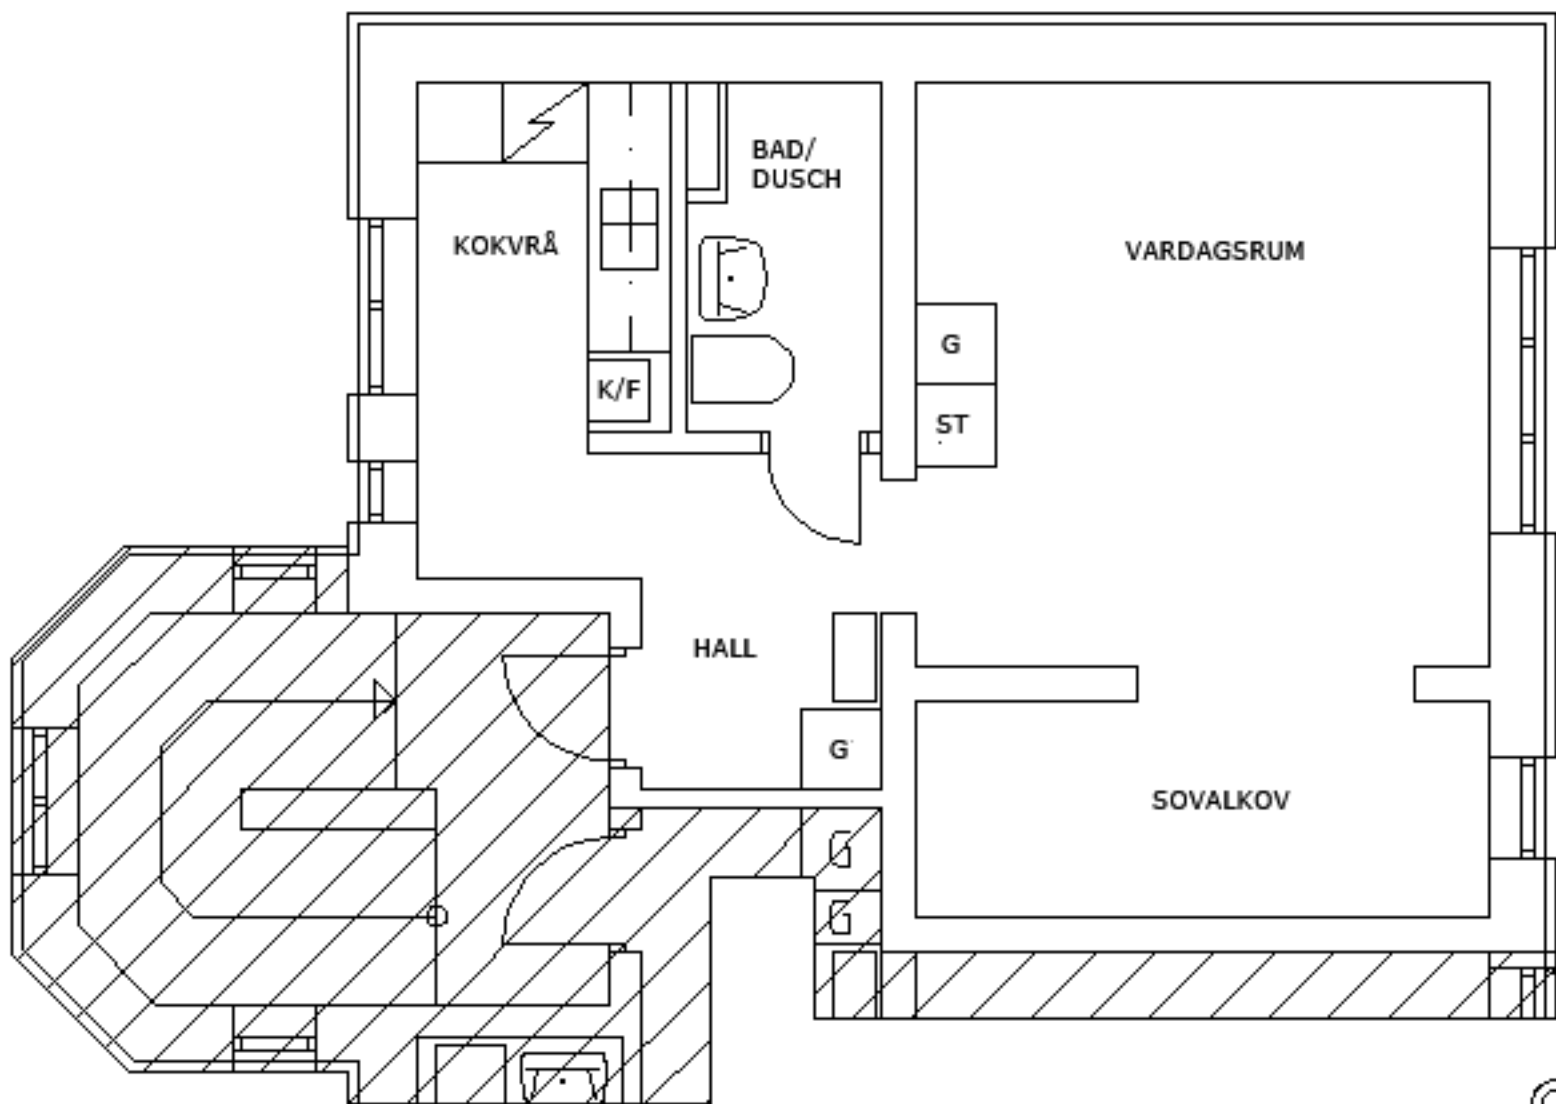 BAD/
DUSCH
KOKVRÅ
VARDAGSRUM
G
K/F
ST
HALL
G
SOVALKOV
G
G